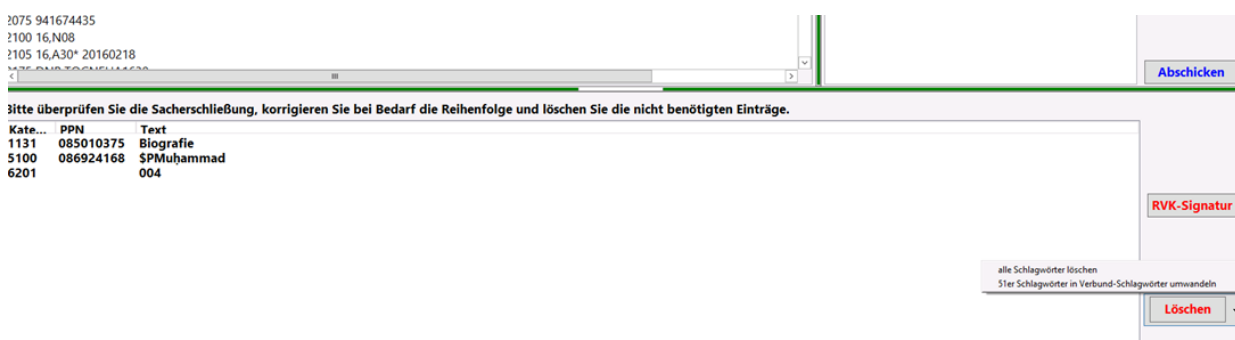 2075 941674435
2100 16,N08
2105 16,A30* 20160218
Abschicken
Bitte überprüfen Sie die Sacherschließung, korrigieren Sie bei Bedarf die Reihenfolge und löschen Sie die nicht benötigten Einträge.
Kate... PPN Text
1131 085010375 Biografie
5100 086924168 $PMuḥammad
6201 004
RVK-Signatur
alle Schlagwörter löschen
51er Schlagwörter in Verbund-Schlagwörter umwandeln
Löschen